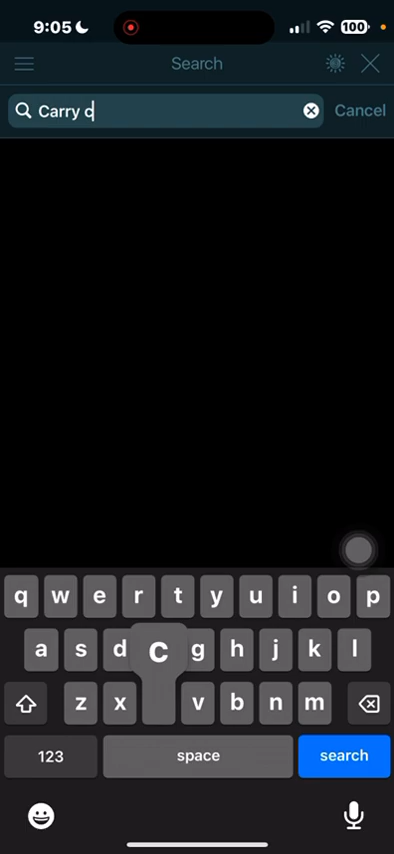 9:05
100
Search
Carry c
Cancel
q w e r t y u i o p
a s d c g h j k l
z x v b n m
123 space search